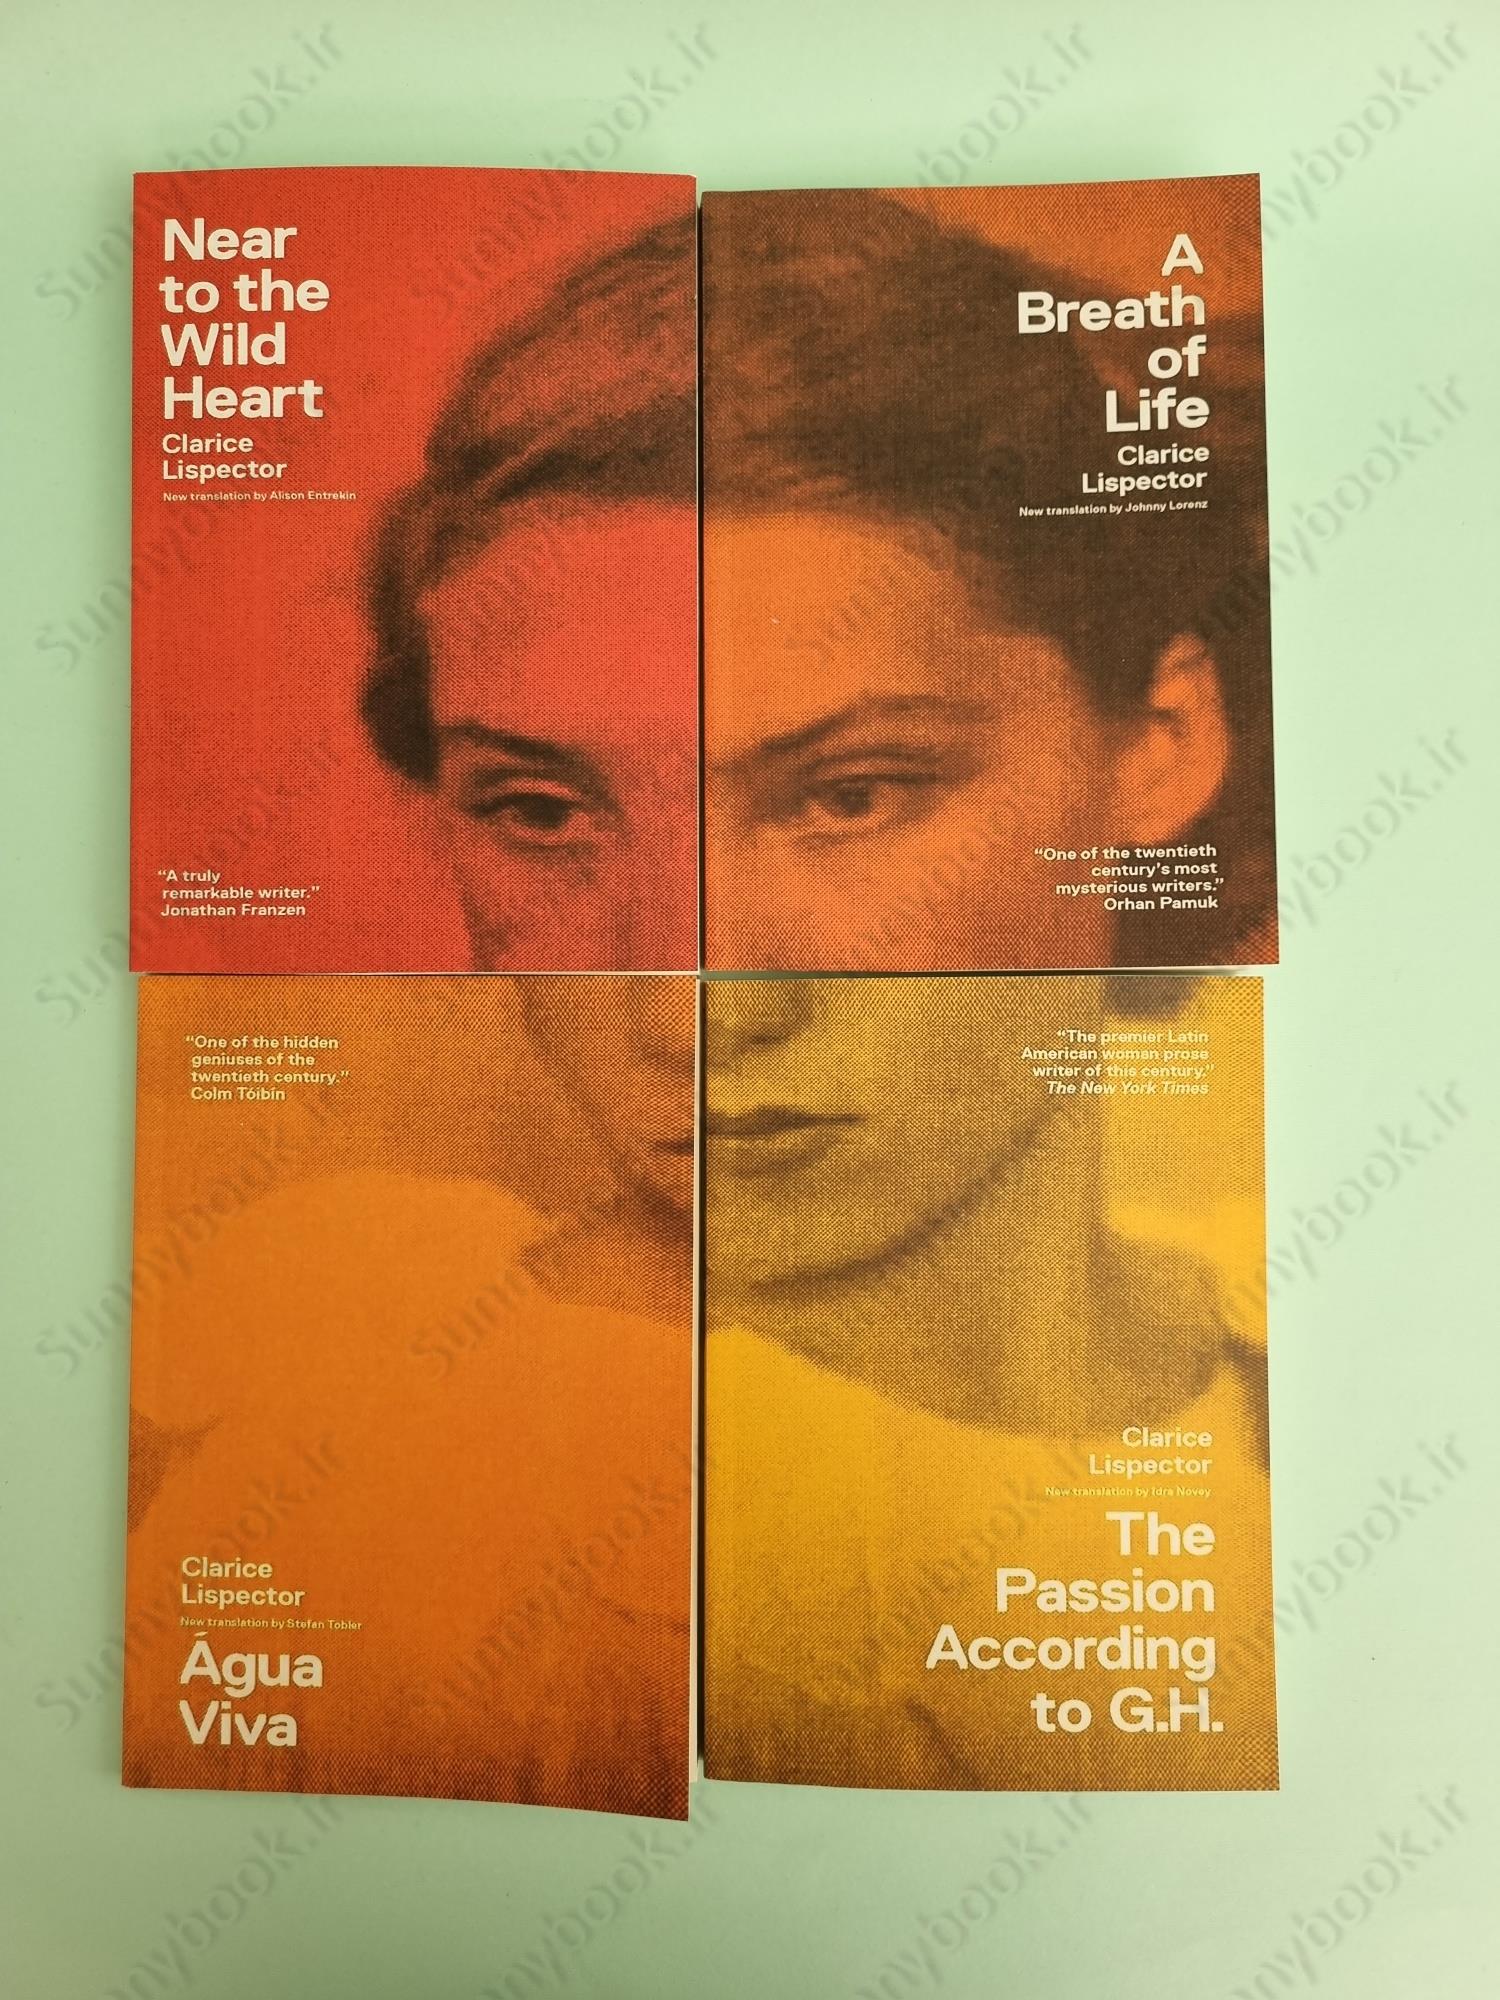 Near
to the
Wild
Heart
Clarice
Lispector
New translation by Alison Entrekin
“A truly
remarkable writer.”
Jonathan Franzen
A
Breath
of
Life
Clarice
Lispector
New translation by Johnny Lorenz
“One of the twentieth
century’s most
mysterious writers.”
Orhan Pamuk
“One of the hidden
geniuses of the
twentieth century.”
Colm Tóibín
Clarice
Lispector
New translation by Stefan Tobler
Água
Viva
“The premier Latin
American woman prose
writer of this century.”
The New York Times
Clarice
Lispector
New translation by Idra Novey
The
Passion
According
to G.H.
Sunnybook.ir